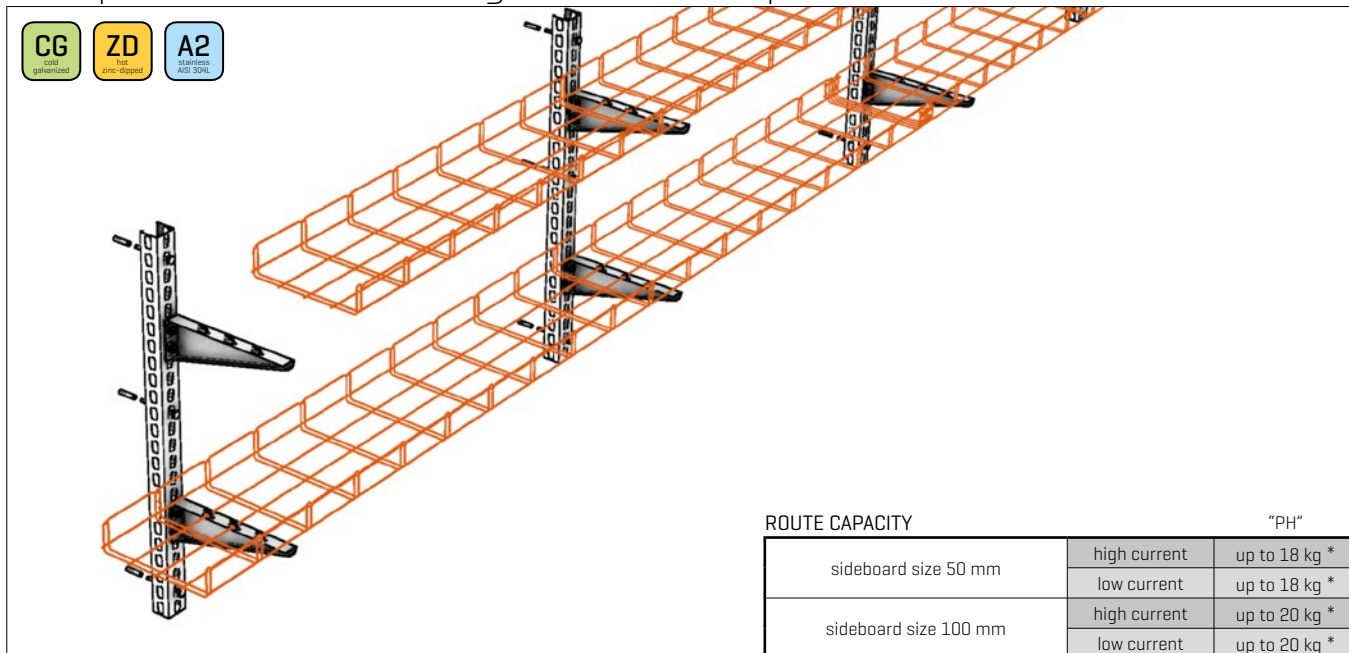 CG
cold
galvanized
ZD
hot
zinc-dipped
A2
stainless
AISI 304L
ROUTE CAPACITY "PH"
sideboard size 50 mm
high current up to 18 kg *
low current up to 18 kg *
sideboard size 100 mm
high current up to 20 kg *
low current up to 20 kg *